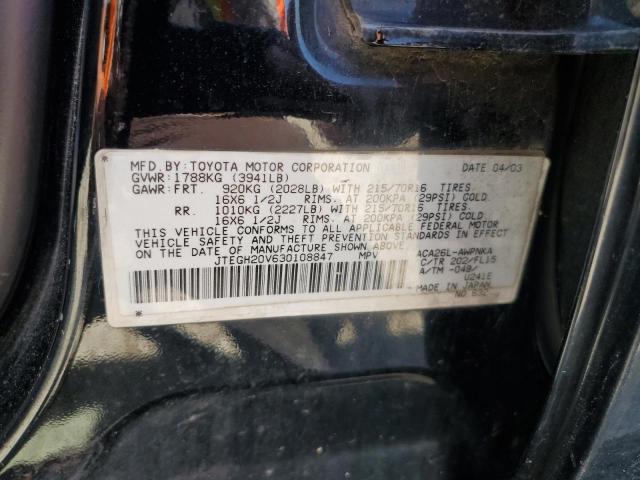 MFD.BY:TOYOTA MOTOR CORPORATION DATE 04/03
GVWR:1788KG (3941LB)
GAWR:FRT. 920KG (2028LB) WITH 215/70R16 TIRES
16X6 1/2J RIMS. AT 200KPA (29PSI) COLD
RR. 1010KG (2227LB) WITH 215/70R16 TIRES
16X6 1/2J RIMS. AT 200KPA (29PSI) COLD
THIS VEHICLE CONFORMS TO ALL APPLICABLE FEDERAL MOTOR
VEHICLE SAFETY AND THEFT PREVENTION STANDARDS IN EFFECT
ON THE DATE OF MANUFACTURE SHOWN ABOVE.
JTEGH20V630108847 MPV
ACA26L-AWPNKA
C/TR 202/FL15
A/TM -049/
U241E
MADE IN JAPAN
NO 632